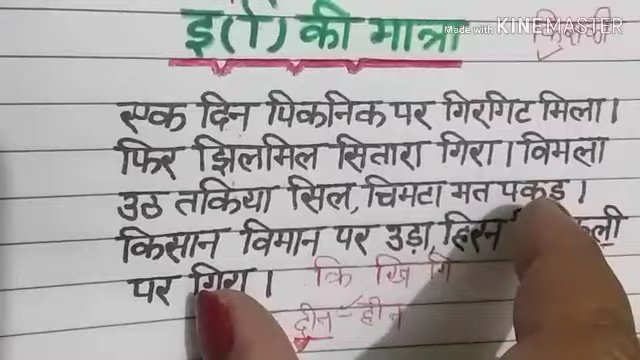 Made with KINEMASTER
इ(ि) की मात्रा
एक दिन पिकनिक पर गिरगिट मिला।
फिर झिलमिल सितारा गिरा। विमला
उठ तकिया सिल, चिमटा मत पकड़।
किसान विमान पर उड़ा, हिरन
पर गिरा। कि खि गि
दीन - हीन